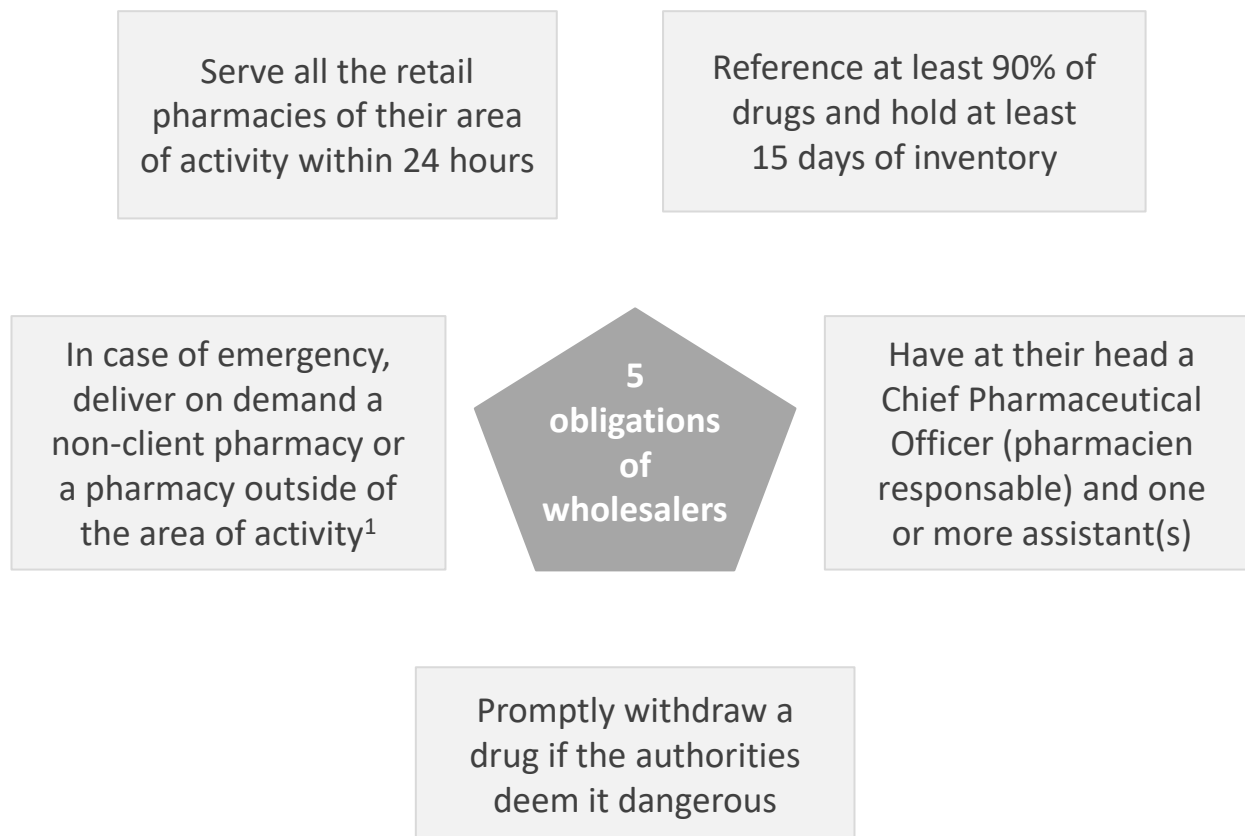 Serve all the retail
pharmacies of their area
of activity within 24 hours
Reference at least 90% of
drugs and hold at least
15 days of inventory
In case of emergency,
deliver on demand a
non-client pharmacy or
a pharmacy outside of
the area of activity¹
5
obligations
of
wholesalers
Have at their head a
Chief Pharmaceutical
Officer (pharmacien
responsable) and one
or more assistant(s)
Promptly withdraw a
drug if the authorities
deem it dangerous